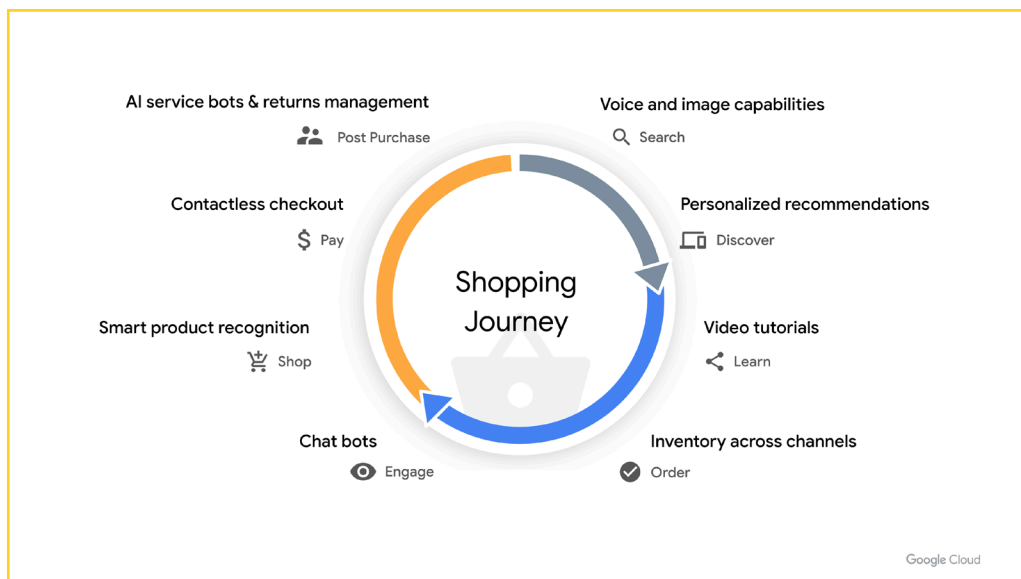 AI service bots & returns management
Post Purchase
Voice and image capabilities
Search
Contactless checkout
Pay
Personalized recommendations
Discover
Shopping
Journey
Smart product recognition
Shop
Video tutorials
Learn
Chat bots
Engage
Inventory across channels
Order
Google Cloud